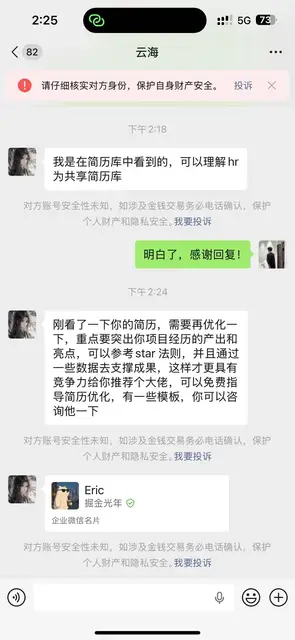 2:25
5G
73
82
云海
请仔细核实对方身份，保护自身财产安全。
投诉
下午 2:18
我是在简历库中看到的，可以理解 hr
为共享简历库
对方账号安全性未知，如涉及金钱交易务必电话确认，保护
个人财产和隐私安全。我要投诉
明白了，感谢回复！
下午 2:24
刚看了一下你的简历，需要再优化一
下，重点要突出你项目经历的产出和
亮点，可以参考 star 法则，并且通过
一些数据去支撑成果，这样才更具有
竞争力给你推荐个大佬，可以免费指
导简历优化，有一些模板，你可以咨
询他一下
对方账号安全性未知，如涉及金钱交易务必电话确认，保护
个人财产和隐私安全。我要投诉
Eric
掘金光年
企业微信名片
对方账号安全性未知，如涉及金钱交易务必电话确认，保护
个人财产和隐私安全。我要投诉